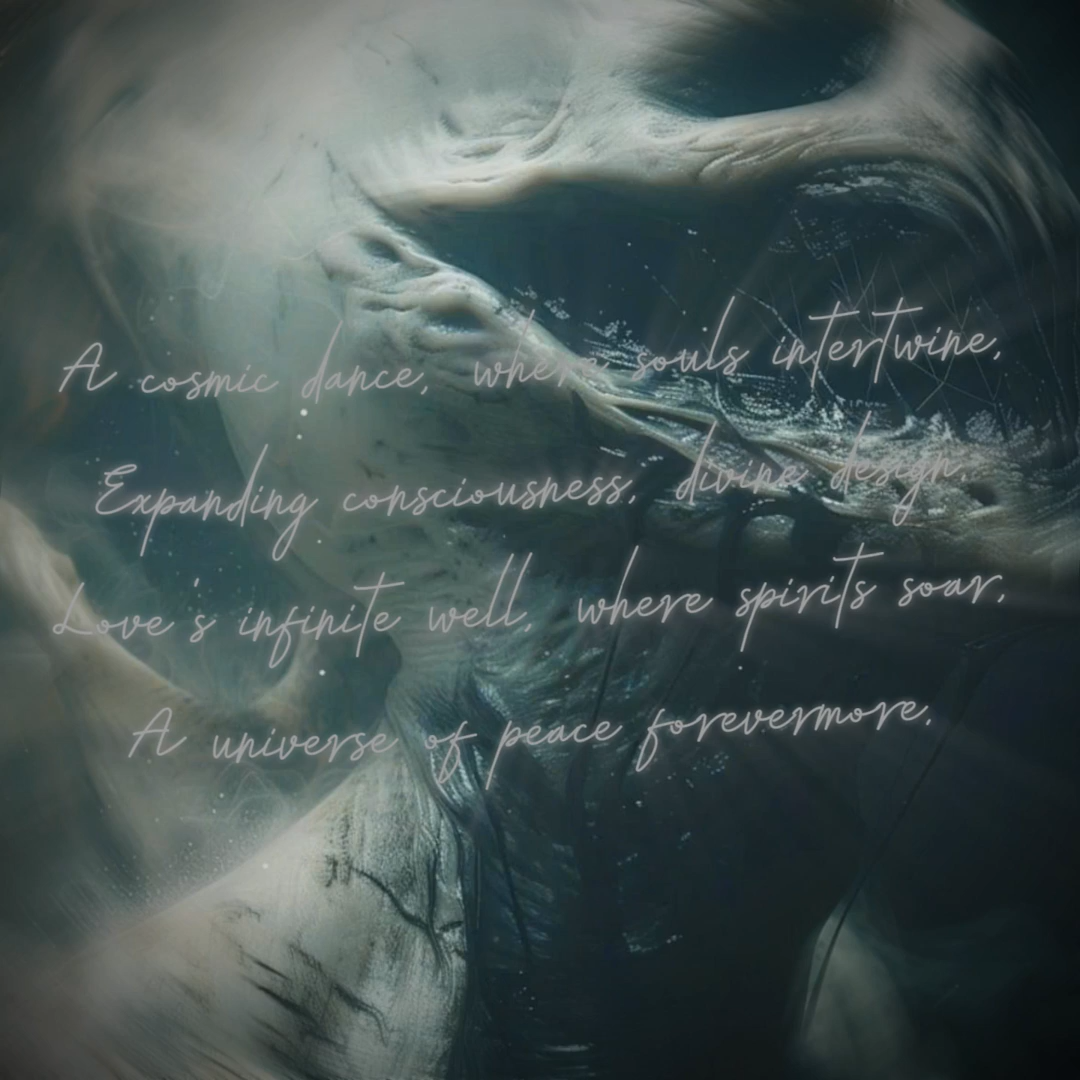 A cosmic dance, where souls intertwine,
Expanding consciousness, divine design.
Love's infinite well, where spirits soar,
A universe of peace forevermore.